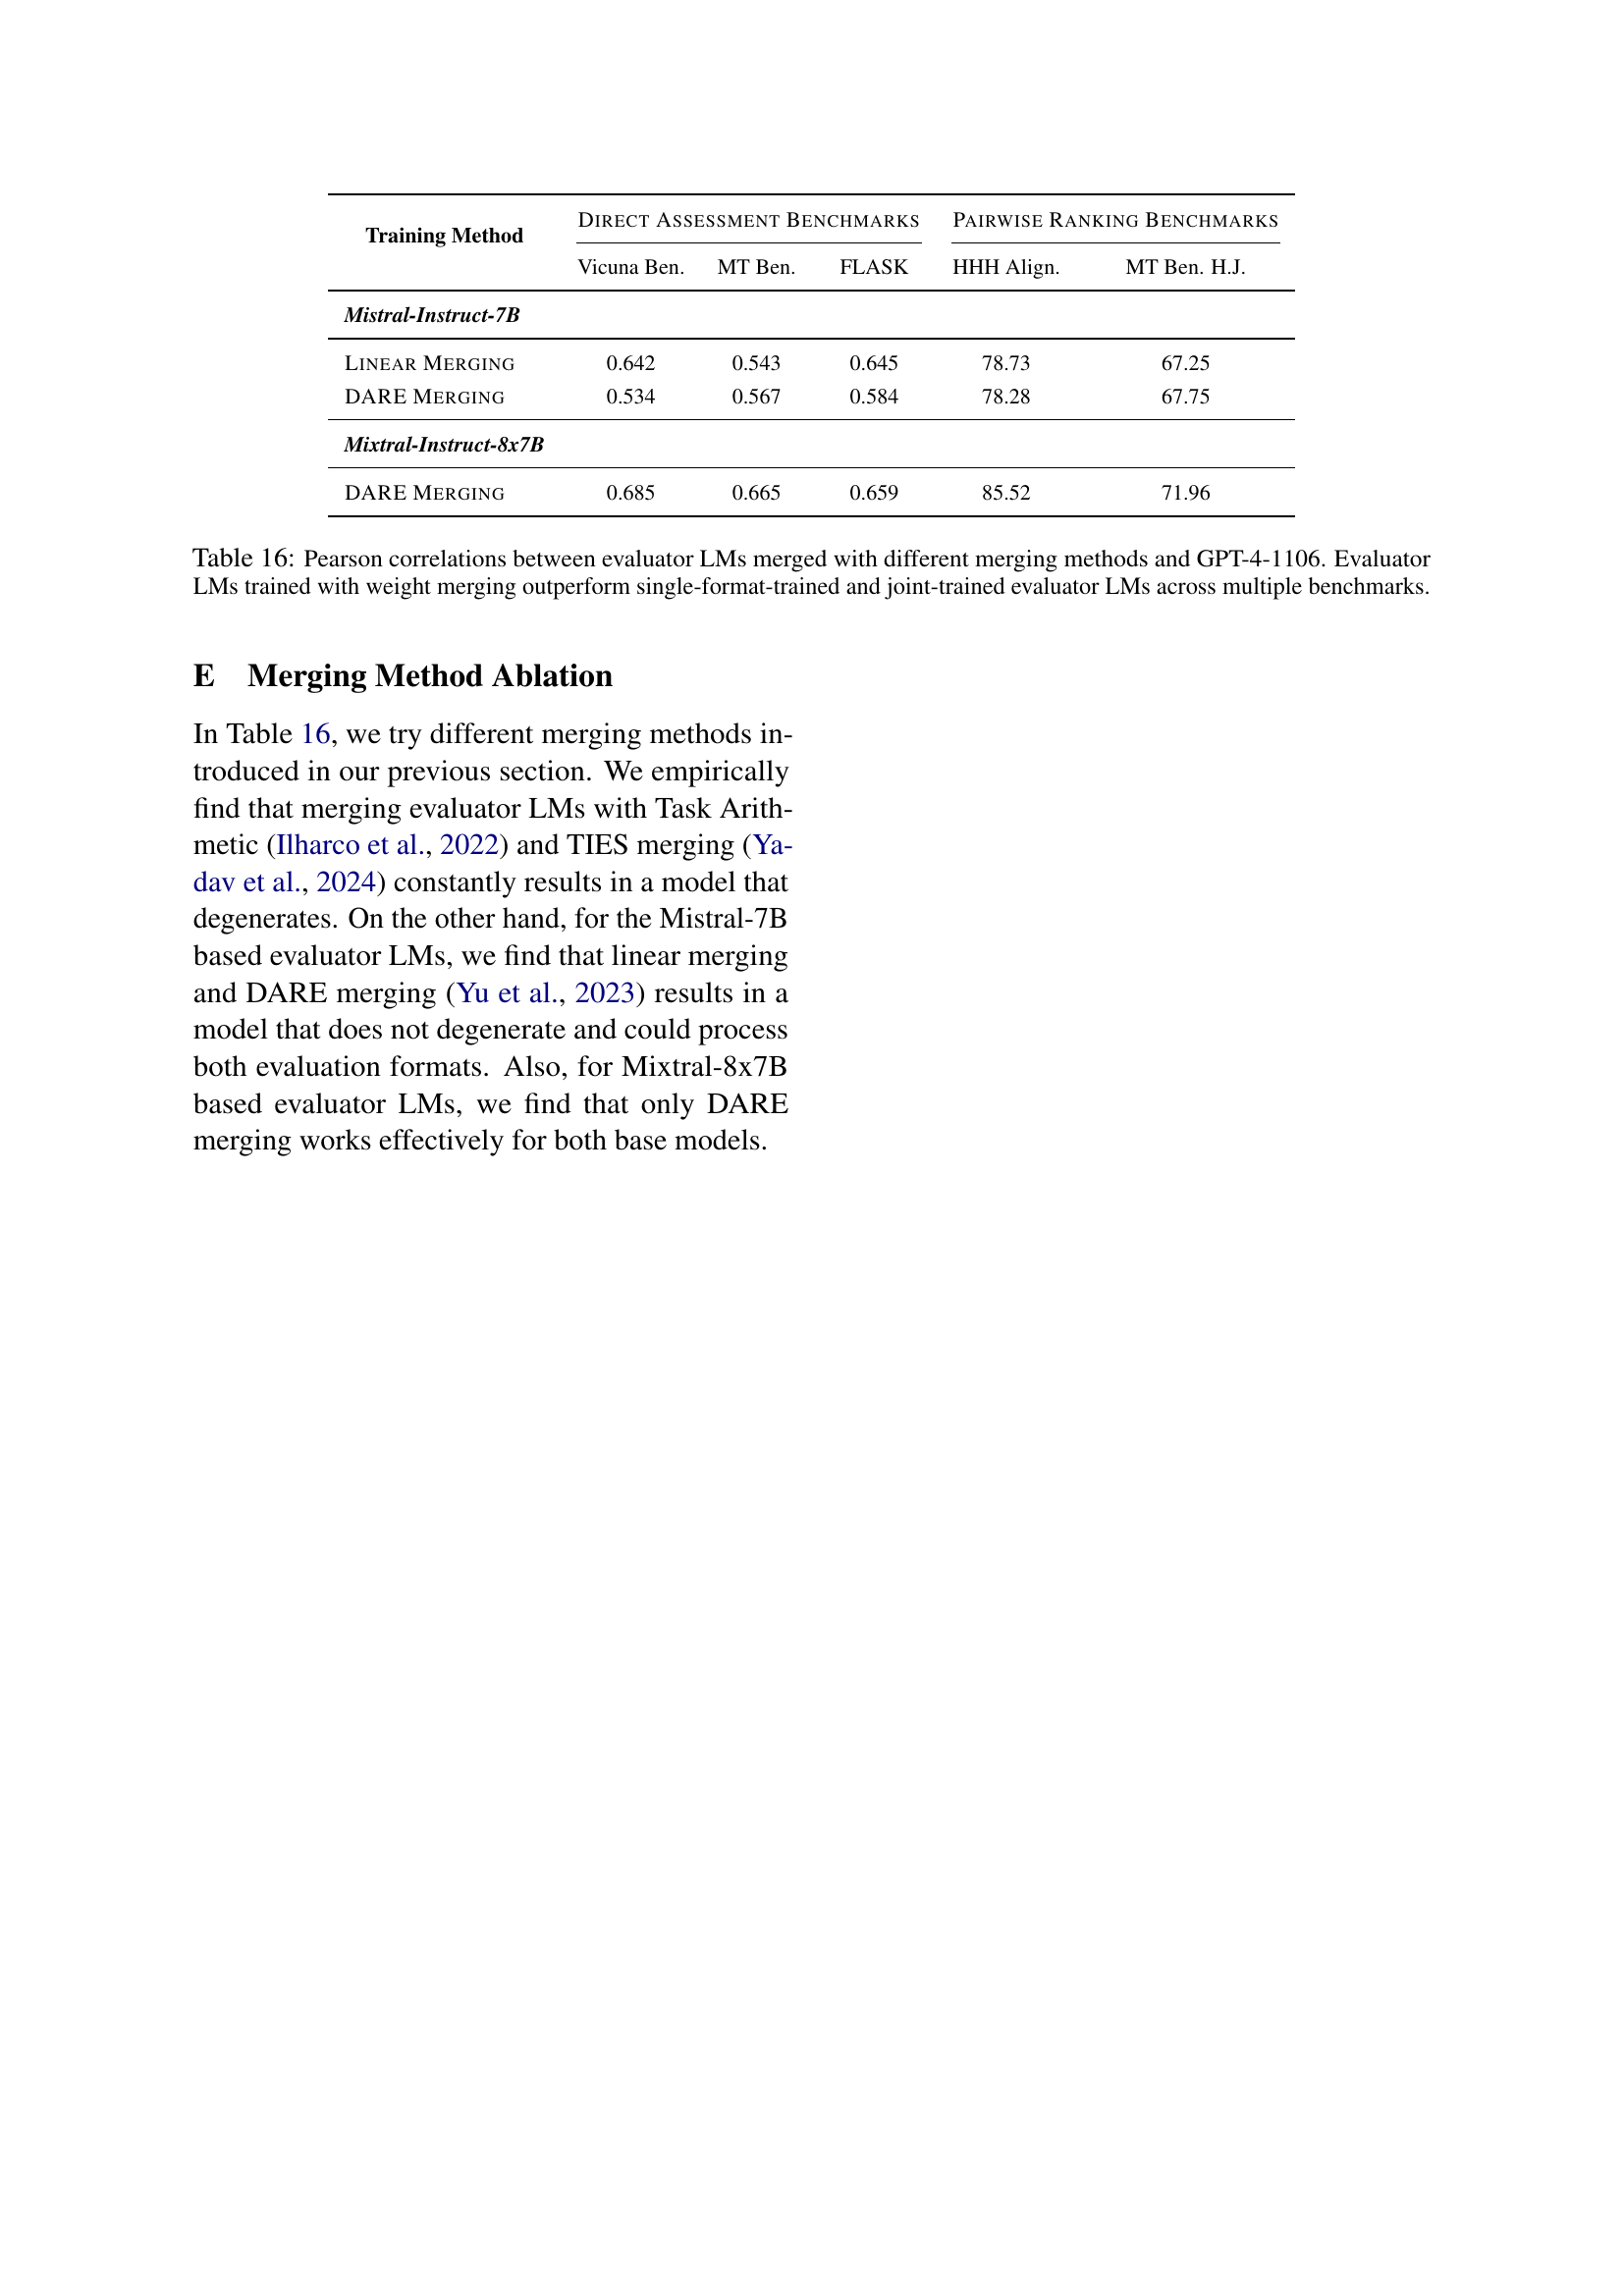 Training Method DIRECT ASSESSMENT BENCHMARKS PAIRWISE RANKING BENCHMARKS
Vicuna Ben. MT Ben. FLASK HHH Align. MT Ben. H.J.
Mistral-Instruct-7B
LINEAR MERGING 0.642 0.543 0.645 78.73 67.25
DARE MERGING 0.534 0.567 0.584 78.28 67.75
Mixtral-Instruct-8x7B
DARE MERGING 0.685 0.665 0.659 85.52 71.96
Table 16: Pearson correlations between evaluator LMs merged with different merging methods and GPT-4-1106. Evaluator
LMs trained with weight merging outperform single-format-trained and joint-trained evaluator LMs across multiple benchmarks.
E Merging Method Ablation
In Table 16, we try different merging methods in-
troduced in our previous section. We empirically
find that merging evaluator LMs with Task Arith-
metic (Ilharco et al., 2022) and TIES merging (Ya-
dav et al., 2024) constantly results in a model that
degenerates. On the other hand, for the Mistral-7B
based evaluator LMs, we find that linear merging
and DARE merging (Yu et al., 2023) results in a
model that does not degenerate and could process
both evaluation formats. Also, for Mixtral-8x7B
based evaluator LMs, we find that only DARE
merging works effectively for both base models.